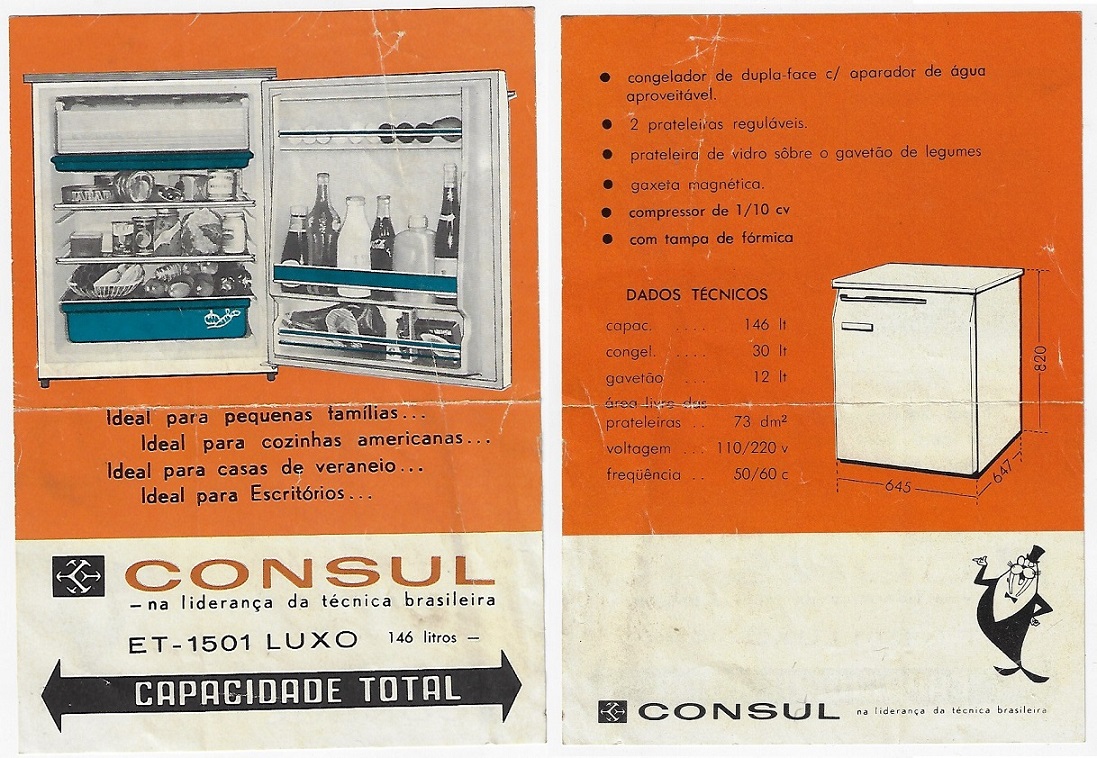 Ideal para pequenas famílias...
Ideal para cozinhas americanas...
Ideal para casas de veraneio...
Ideal para Escritórios...
CONSUL
–na liderança da técnica brasileira
ET-1501 LUXO 146 litros –
CAPACIDADE TOTAL
• congelador de dupla-face c/ aparador de água
aproveitável.
• 2 prateleiras reguláveis.
• prateleira de vidro sôbre o gavetão de legumes
• gaxeta magnética.
• compressor de 1/10 cv
• com tampa de fórmica
DADOS TÉCNICOS
capac. .... 146 lt
congel. .... 30 lt
gavetão ... 12 lt
área livre das
prateleiras .. 73 dm²
voltagem ... 110/220 v
freqüência .. 50/60 c
820
645
647
CONSUL na liderança da técnica brasileira